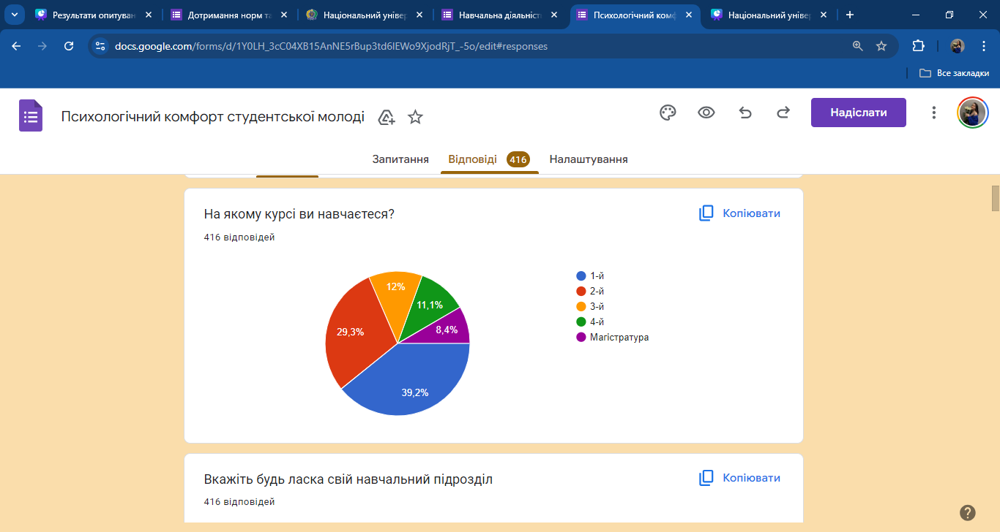 Результати опитуван
Дотримання норм та
Національний універ
Навчальна діяльніст
Психологічний комф
Національний універ
docs.google.com/forms/d/1Y0LH_3cC04XB15AnNE5rBup3td6lEWo9XjodRjT_-5o/edit#responses
Все закладки
Психологічний комфорт студентської молоді
Надіслати
Запитання
Відповіді 416
Налаштування
На якому курсі ви навчаєтеся?
Копіювати
416 відповідей
12%
11,1%
8,4%
29,3%
39,2%
1-й
2-й
3-й
4-й
Магістратура
Вкажіть будь ласка свій навчальний підрозділ
Копіювати
416 відповідей